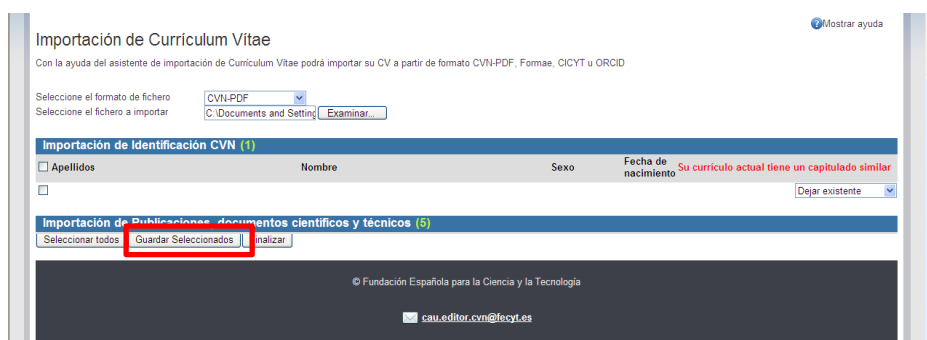 Mostrar ayuda
Importación de Currículum Vítae
Con la ayuda del asistente de importación de Currículum Vítae podrá importar su CV a partir de formato CVN-PDF, Formae, CICYT u ORCID
Seleccione el formato de fichero CVN-PDF
Seleccione el fichero a importar C:\Documents and Setting Examinar...
Importación de Identificación CVN (1)
Apellidos Nombre Sexo Fecha de nacimiento Su currículo actual tiene un capitulado similar
Dejar existente
Importación de Publicaciones, documentos científicos y técnicos (5)
Seleccionar todos Guardar Seleccionados
© Fundación Española para la Ciencia y la Tecnología
cau.editor.cvn@fecyt.es